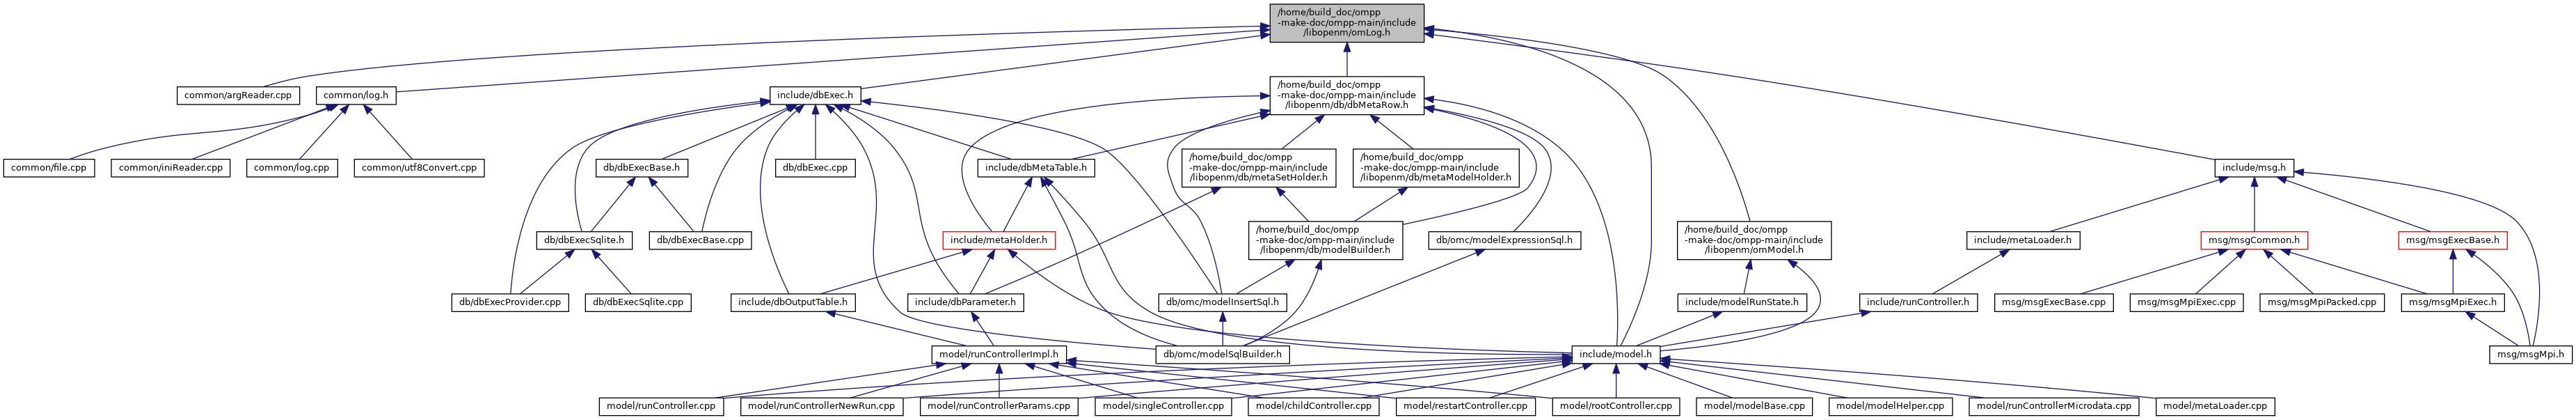 /home/build_doc/ompp
-make-doc/ompp-main/include
/libopenm/omLog.h
common/argReader.cpp
common/log.h
include/dbExec.h
/home/build_doc/ompp
-make-doc/ompp-main/include
/libopenm/db/dbMetaRow.h
common/file.cpp
common/iniReader.cpp
common/log.cpp
common/utf8Convert.cpp
db/dbExecBase.h
db/dbExec.cpp
include/dbMetaTable.h
/home/build_doc/ompp
-make-doc/ompp-main/include
/libopenm/db/metaSetHolder.h
/home/build_doc/ompp
-make-doc/ompp-main/include
/libopenm/db/metaModelHolder.h
include/msg.h
db/dbExecSqlite.h
db/dbExecBase.cpp
include/metaHolder.h
/home/build_doc/ompp
-make-doc/ompp-main/include
/libopenm/db/modelBuilder.h
db/omc/modelExpressionSql.h
/home/build_doc/ompp
-make-doc/ompp-main/include
/libopenm/omModel.h
include/metaLoader.h
msg/msgCommon.h
msg/msgExecBase.h
db/dbExecProvider.cpp
db/dbExecSqlite.cpp
include/dbOutputTable.h
include/dbParameter.h
db/omc/modelInsertSql.h
include/modelRunState.h
include/runController.h
msg/msgExecBase.cpp
msg/msgMpiExec.cpp
msg/msgMpiPacked.cpp
msg/msgMpiExec.h
model/runControllerImpl.h
db/omc/modelSqlBuilder.h
include/model.h
msg/msgMpi.h
model/runController.cpp
model/runControllerNewRun.cpp
model/runControllerParams.cpp
model/singleController.cpp
model/childController.cpp
model/restartController.cpp
model/rootController.cpp
model/modelBase.cpp
model/modelHelper.cpp
model/runControllerMicrodata.cpp
model/metaLoader.cpp